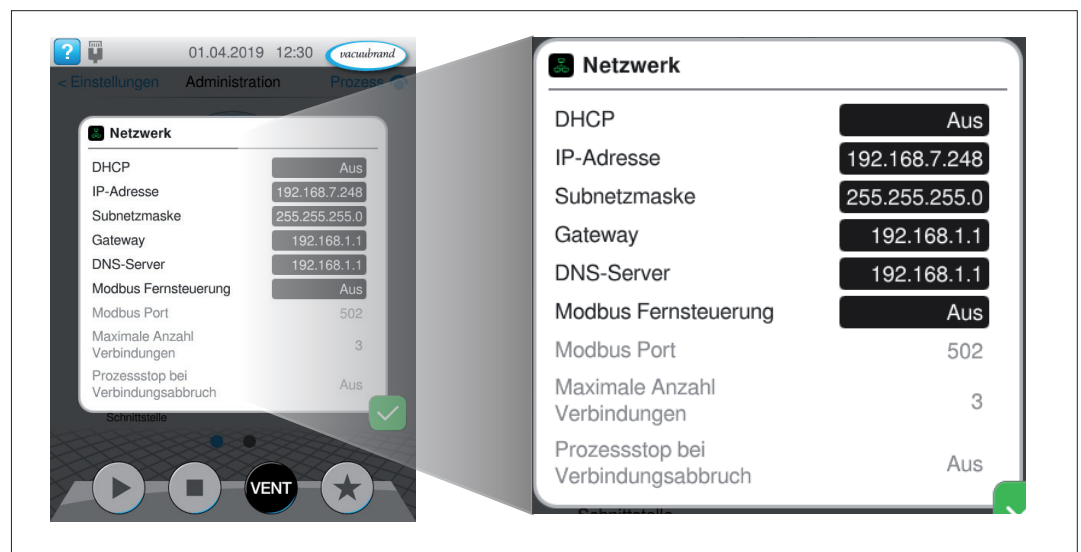 ?
01.04.2019 12:30 vacuubrand
< Einstellungen Administration Prozess
Netzwerk
DHCP Aus
IP-Adresse 192.168.7.248
Subnetzmaske 255.255.255.0
Gateway 192.168.1.1
DNS-Server 192.168.1.1
Modbus Fernsteuerung Aus
Modbus Port 502
Maximale Anzahl
Verbindungen 3
Prozessstop bei
Verbindungsabbruch Aus
Schnittstelle
VENT
Netzwerk
DHCP Aus
IP-Adresse 192.168.7.248
Subnetzmaske 255.255.255.0
Gateway 192.168.1.1
DNS-Server 192.168.1.1
Modbus Fernsteuerung Aus
Modbus Port 502
Maximale Anzahl
Verbindungen 3
Prozessstop bei
Verbindungsabbruch Aus
Schnittstelle